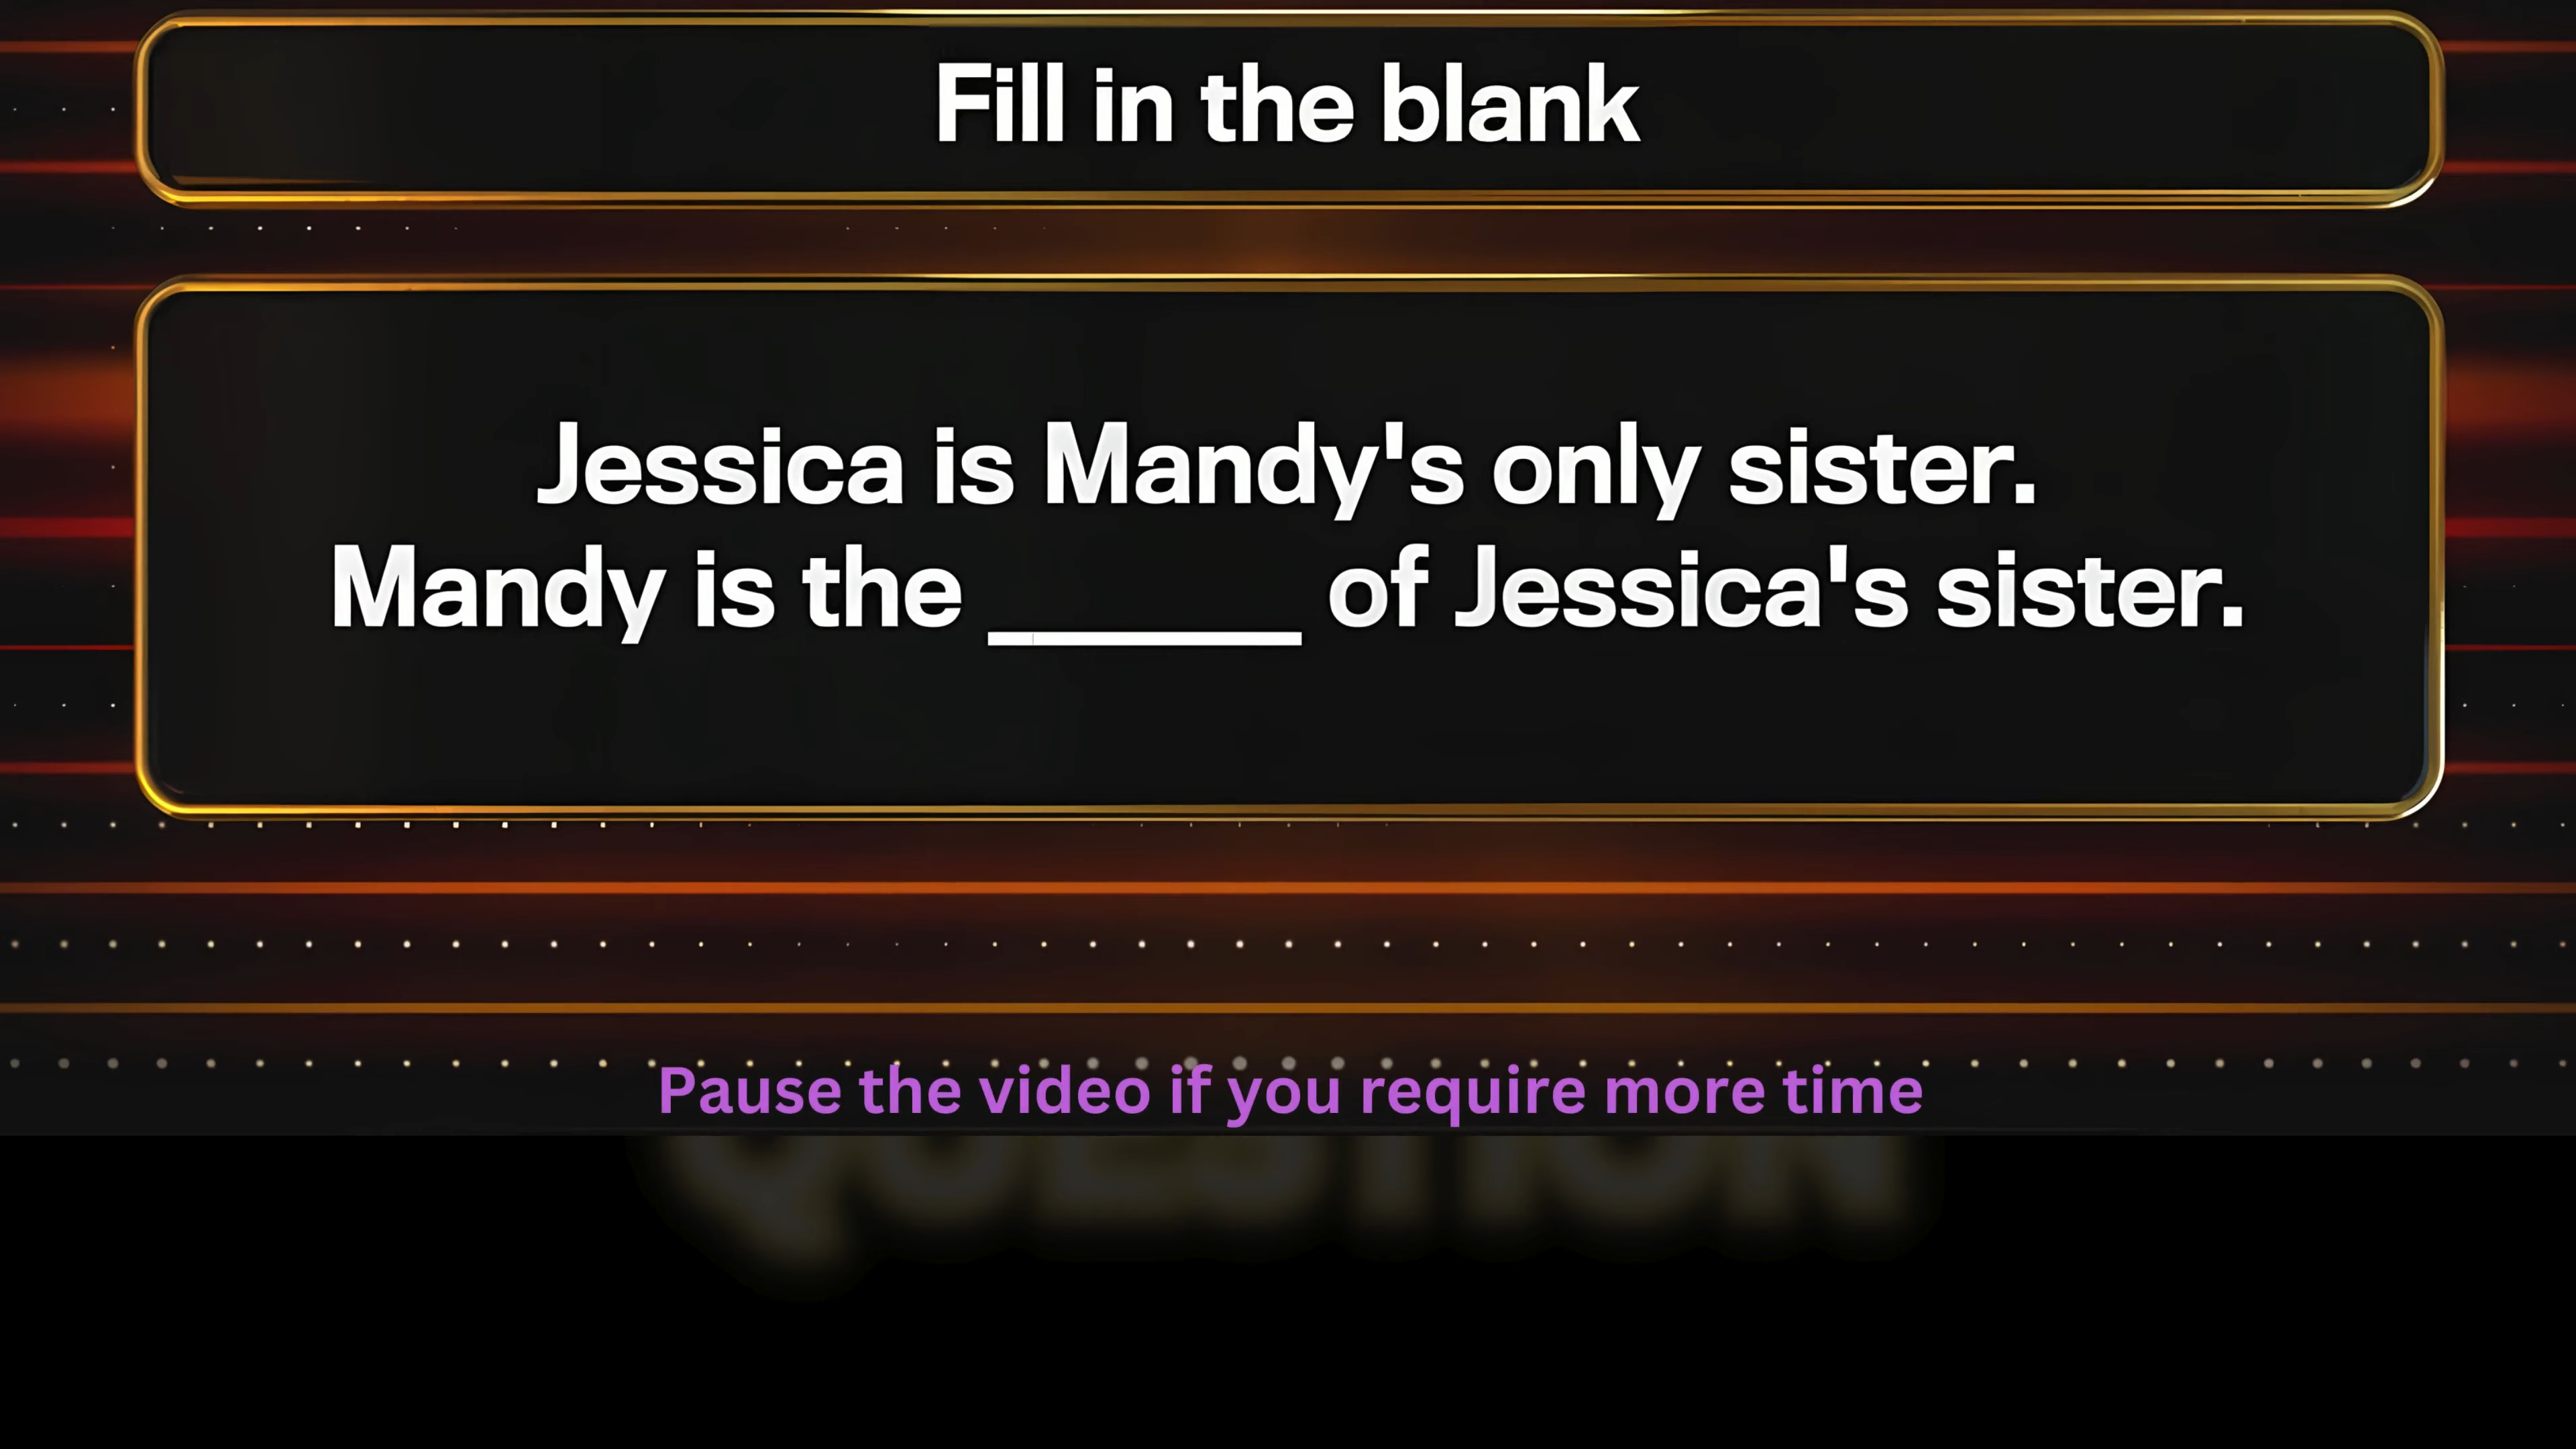 Fill in the blank
Jessica is Mandy's only sister.
Mandy is the ______ of Jessica's sister.
Pause the video if you require more time
QUESTION